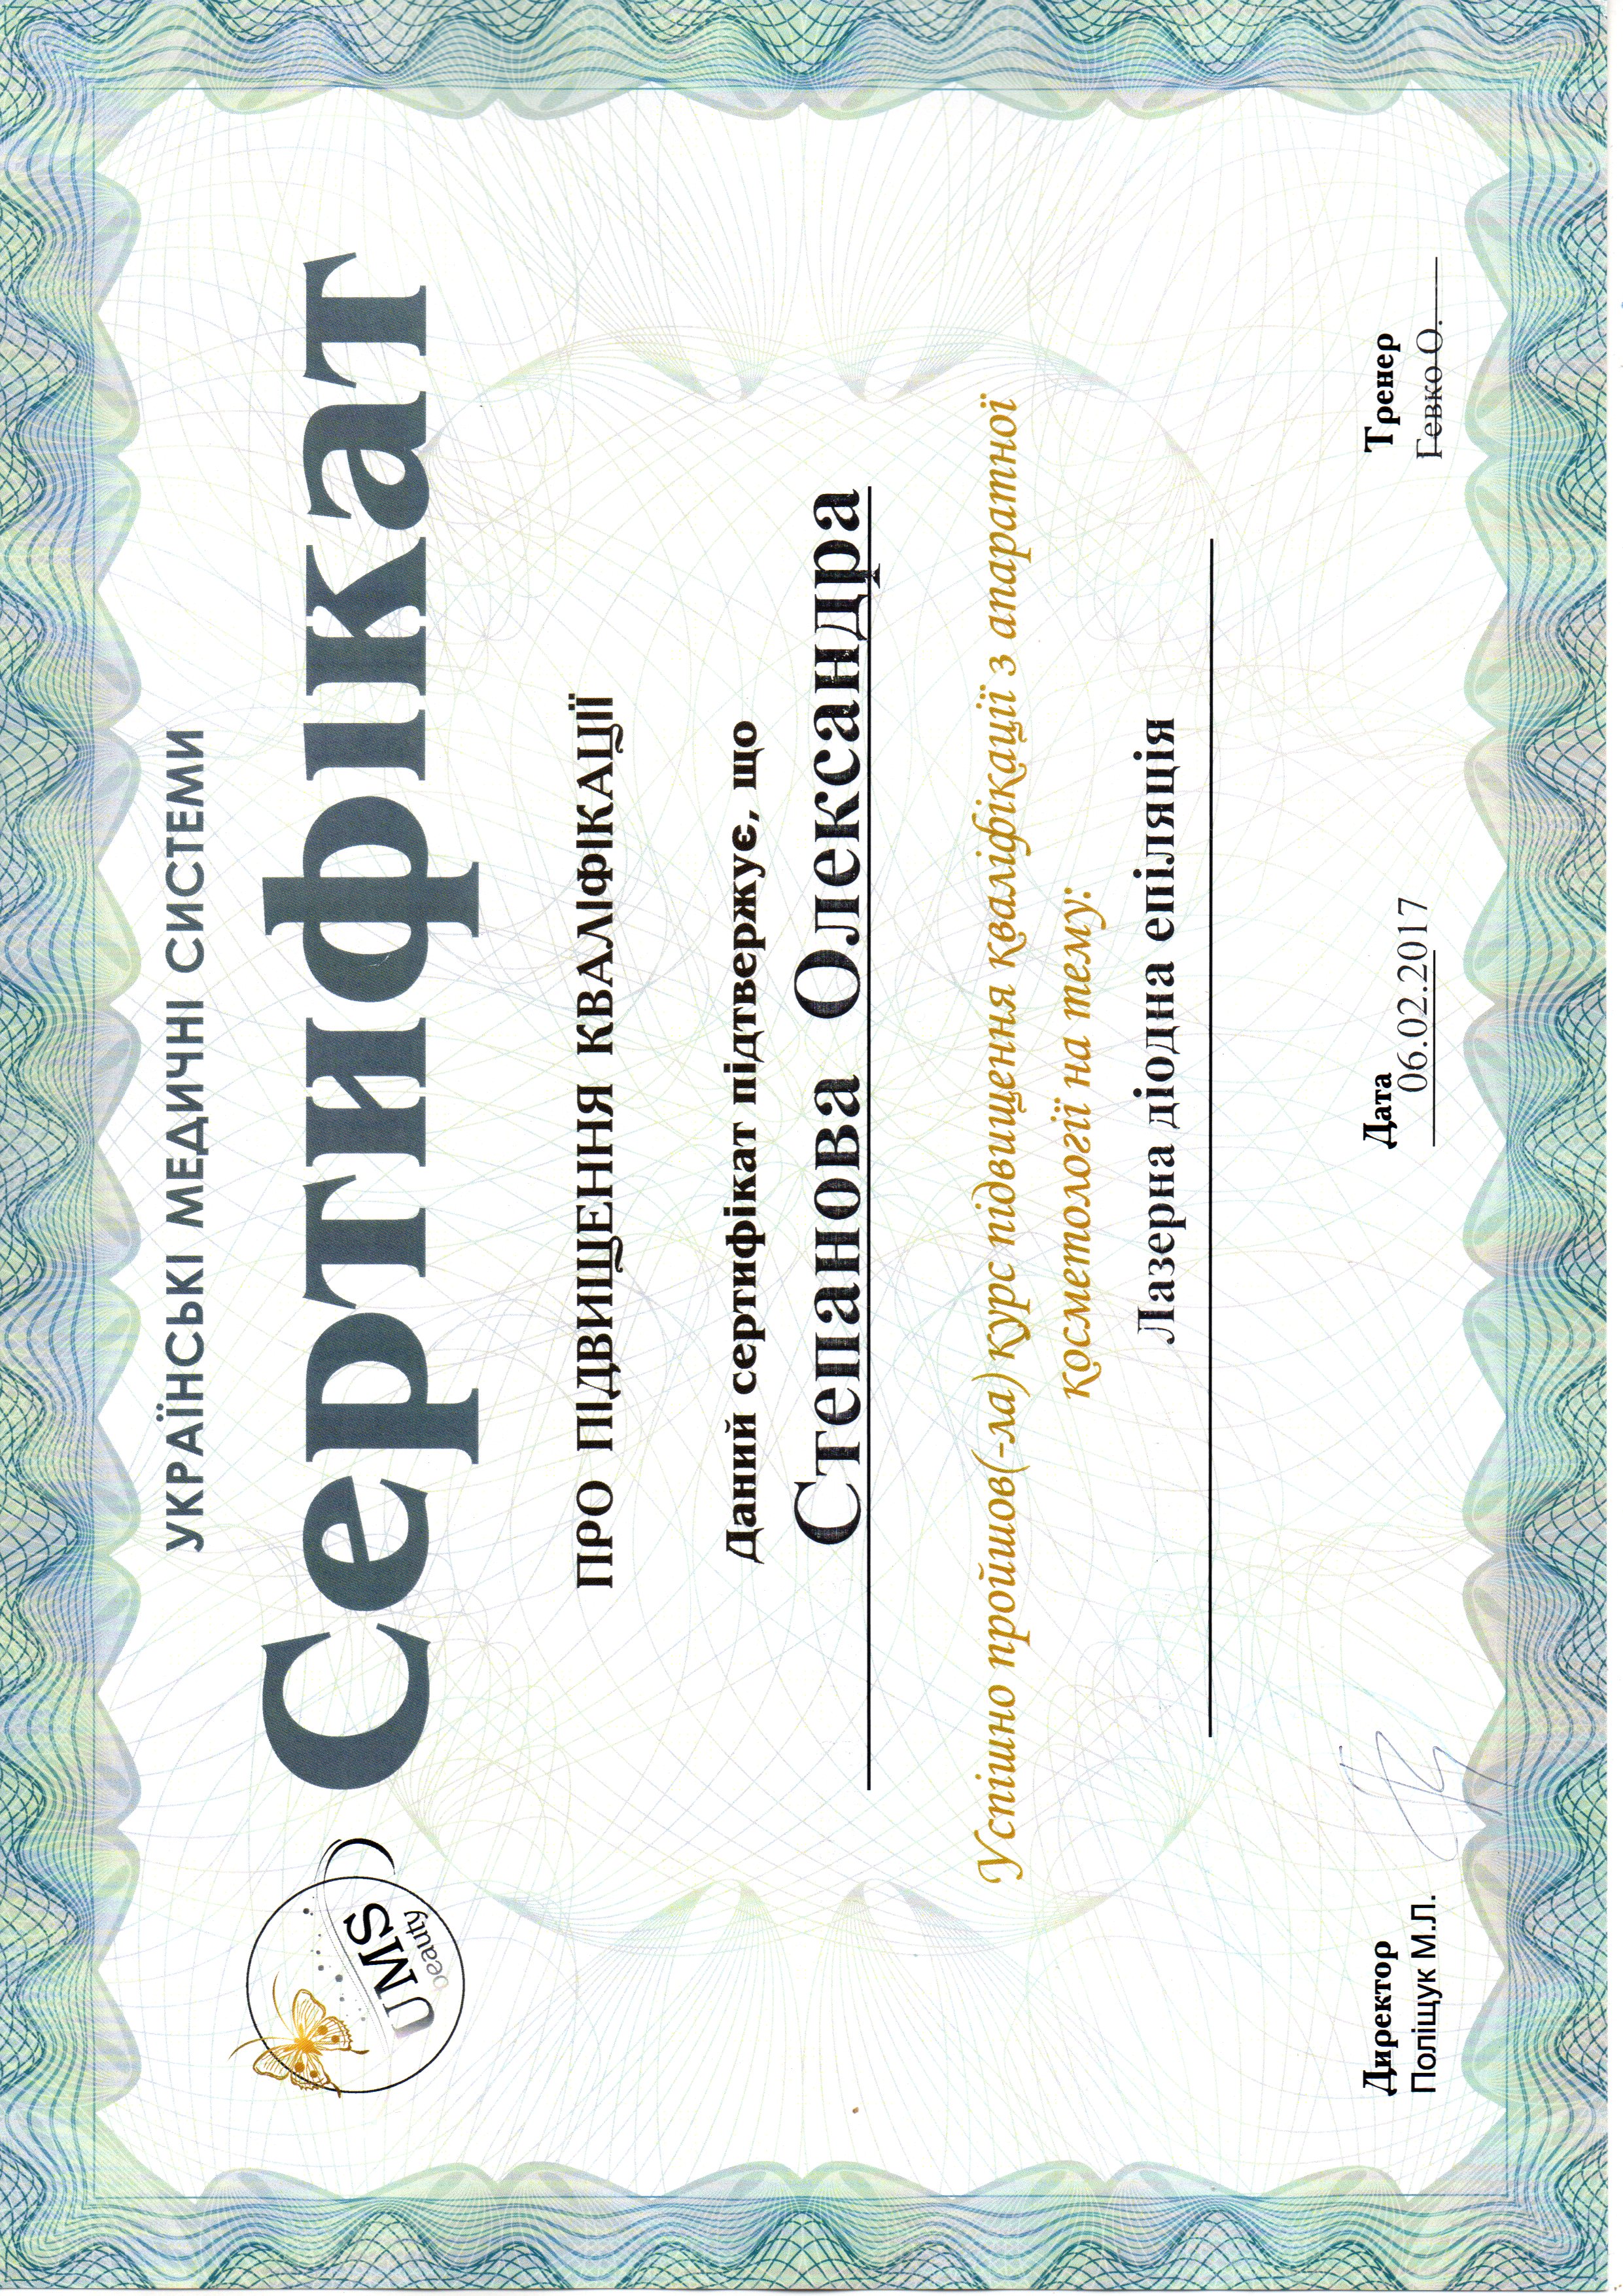 УКРАЇНСЬКІ МЕДИЧНІ СИСТЕМИ
UMS
beauty
Сертифікат
ПРО ПІДВИЩЕННЯ КВАЛІФІКАЦІЇ
Даний сертифікат підтвержує, що
Степанова Олександра
Успішно пройшов(-ла) курс підвищення кваліфікації з апаратної
косметології на тему:
Лазерна діодна епіляція
Директор
Поліщук М.Л.
Дата
06.02.2017
Тренер
Гевко О.